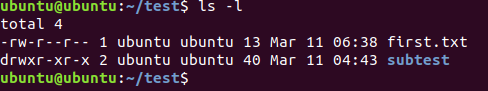 ubuntu@ubuntu:~/test$ ls -l
total 4
-rw-r--r-- 1 ubuntu ubuntu 13 Mar 11 06:38 first.txt
drwxr-xr-x 2 ubuntu ubuntu 40 Mar 11 04:43 subtest
ubuntu@ubuntu:~/test$